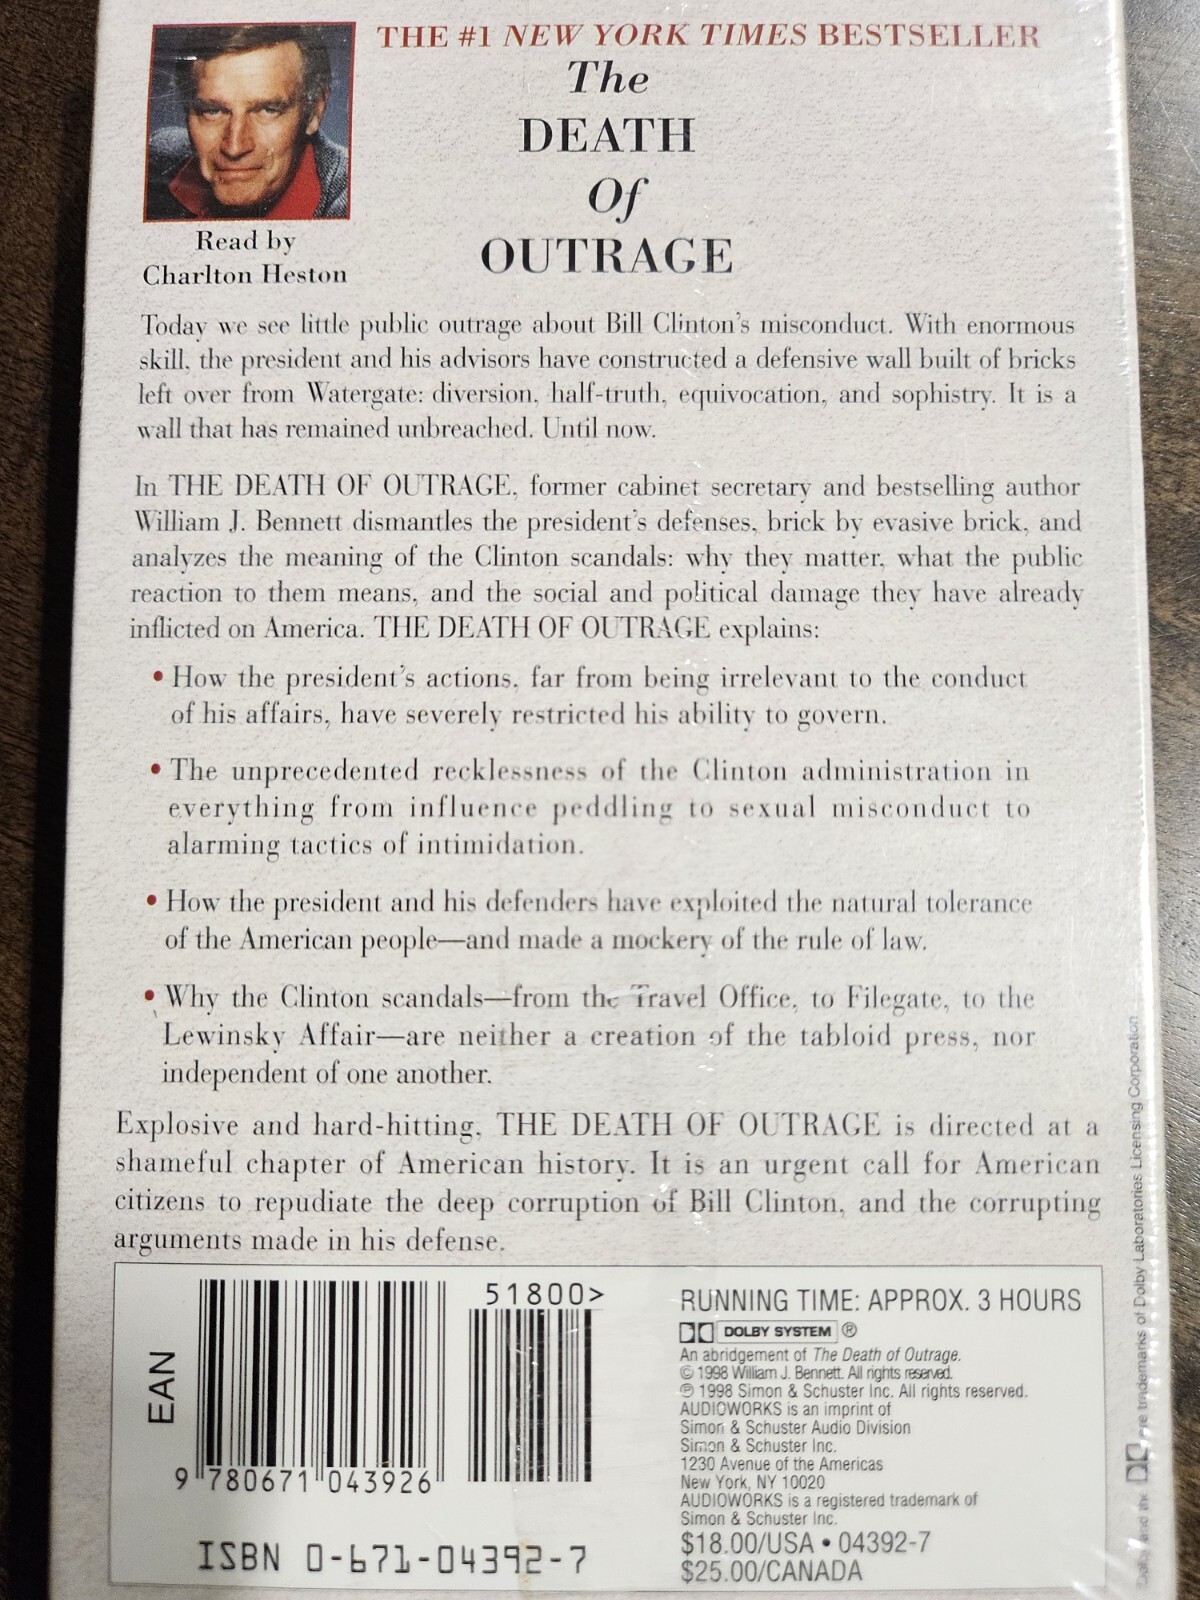 THE #1 NEW YORK TIMES BESTSELLER
The
DEATH
Of
OUTRAGE
Read by
Charlton Heston
Today we see little public outrage about Bill Clinton's misconduct. With enormous
skill, the president and his advisors have constructed a defensive wall built of bricks
left over from Watergate: diversion, half-truth, equivocation, and sophistry. It is a
wall that has remained unbreached. Until now.
In THE DEATH OF OUTRAGE, former cabinet secretary and bestselling author
William J. Bennett dismantles the president's defenses, brick by evasive brick, and
analyzes the meaning of the Clinton scandals: why they matter, what the public
reaction to them means, and the social and political damage they have already
inflicted on America. THE DEATH OF OUTRAGE explains:
• How the president's actions, far from being irrelevant to the conduct
of his affairs, have severely restricted his ability to govern.
• The unprecedented recklessness of the Clinton administration in
everything from influence peddling to sexual misconduct to
alarming tactics of intimidation.
• How the president and his defenders have exploited the natural tolerance
of the American people—and made a mockery of the rule of law.
• Why the Clinton scandals—from the Travel Office, to Filegate, to the
Lewinsky Affair—are neither a creation of the tabloid press, nor
independent of one another.
Explosive and hard-hitting, THE DEATH OF OUTRAGE is directed at a
shameful chapter of American history. It is an urgent call for American
citizens to repudiate the deep corruption of Bill Clinton, and the corrupting
arguments made in his defense.
EAN
51800>
9 780671 043926
ISBN 0-671-04392-7
RUNNING TIME: APPROX. 3 HOURS
DOLBY SYSTEM ®
An abridgement of The Death of Outrage.
© 1998 William J. Bennett. All rights reserved.
℗ 1998 Simon & Schuster Inc. All rights reserved.
AUDIOWORKS is an imprint of
Simon & Schuster Audio Division
Simon & Schuster Inc.
1230 Avenue of the Americas
New York, NY 10020
AUDIOWORKS is a registered trademark of
Simon & Schuster Inc.
$18.00/USA • 04392-7
$25.00/CANADA
Dolby and the are trademarks of Dolby Laboratories Licensing Corporation